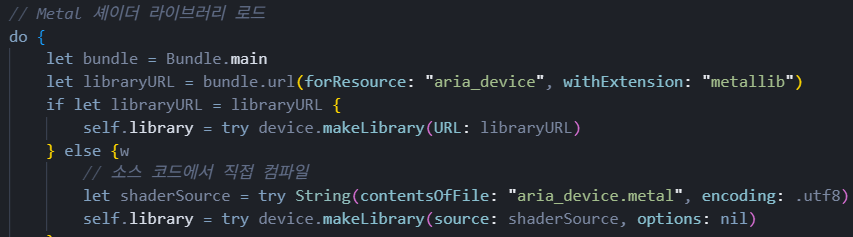 // Metal 셰이더 라이브러리 로드
do {
    let bundle = Bundle.main
    let libraryURL = bundle.url(forResource: "aria_device", withExtension: "metallib")
    if let libraryURL = libraryURL {
        self.library = try device.makeLibrary(URL: libraryURL)
    } else {w
        // 소스 코드에서 직접 컴파일
        let shaderSource = try String(contentsOfFile: "aria_device.metal", encoding: .utf8)
        self.library = try device.makeLibrary(source: shaderSource, options: nil)
    }